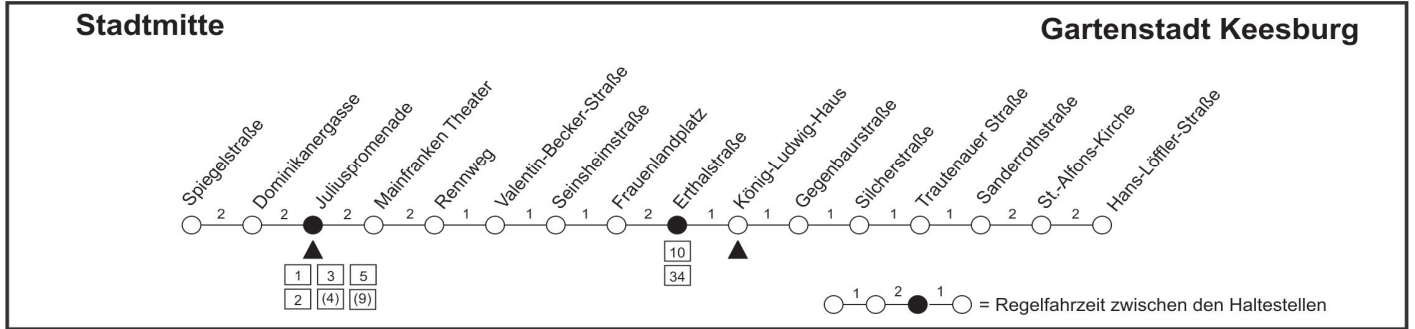 Stadtmitte
Gartenstadt Keesburg
Spiegelstraße
Dominikanergasse
Juliuspromenade
Mainfranken Theater
Rennweg
Valentin-Becker-Straße
Seinsheimstraße
Frauenlandplatz
Erthalstraße
König-Ludwig-Haus
Gegenbaurstraße
Silcherstraße
Trautenauer Straße
Sanderrothstraße
St.-Alfons-Kirche
Hans-Löffler-Straße
2 2 2 2 1 1 1 2 1 1 1 1 1 2 2
1 3 5
2 (4) (9)
10
34
1 2 1
= Regelfahrzeit zwischen den Haltestellen